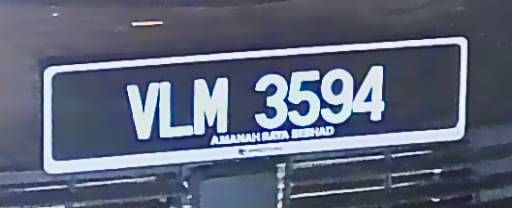 VLM 3594
AMANAH RAYA BERHAD